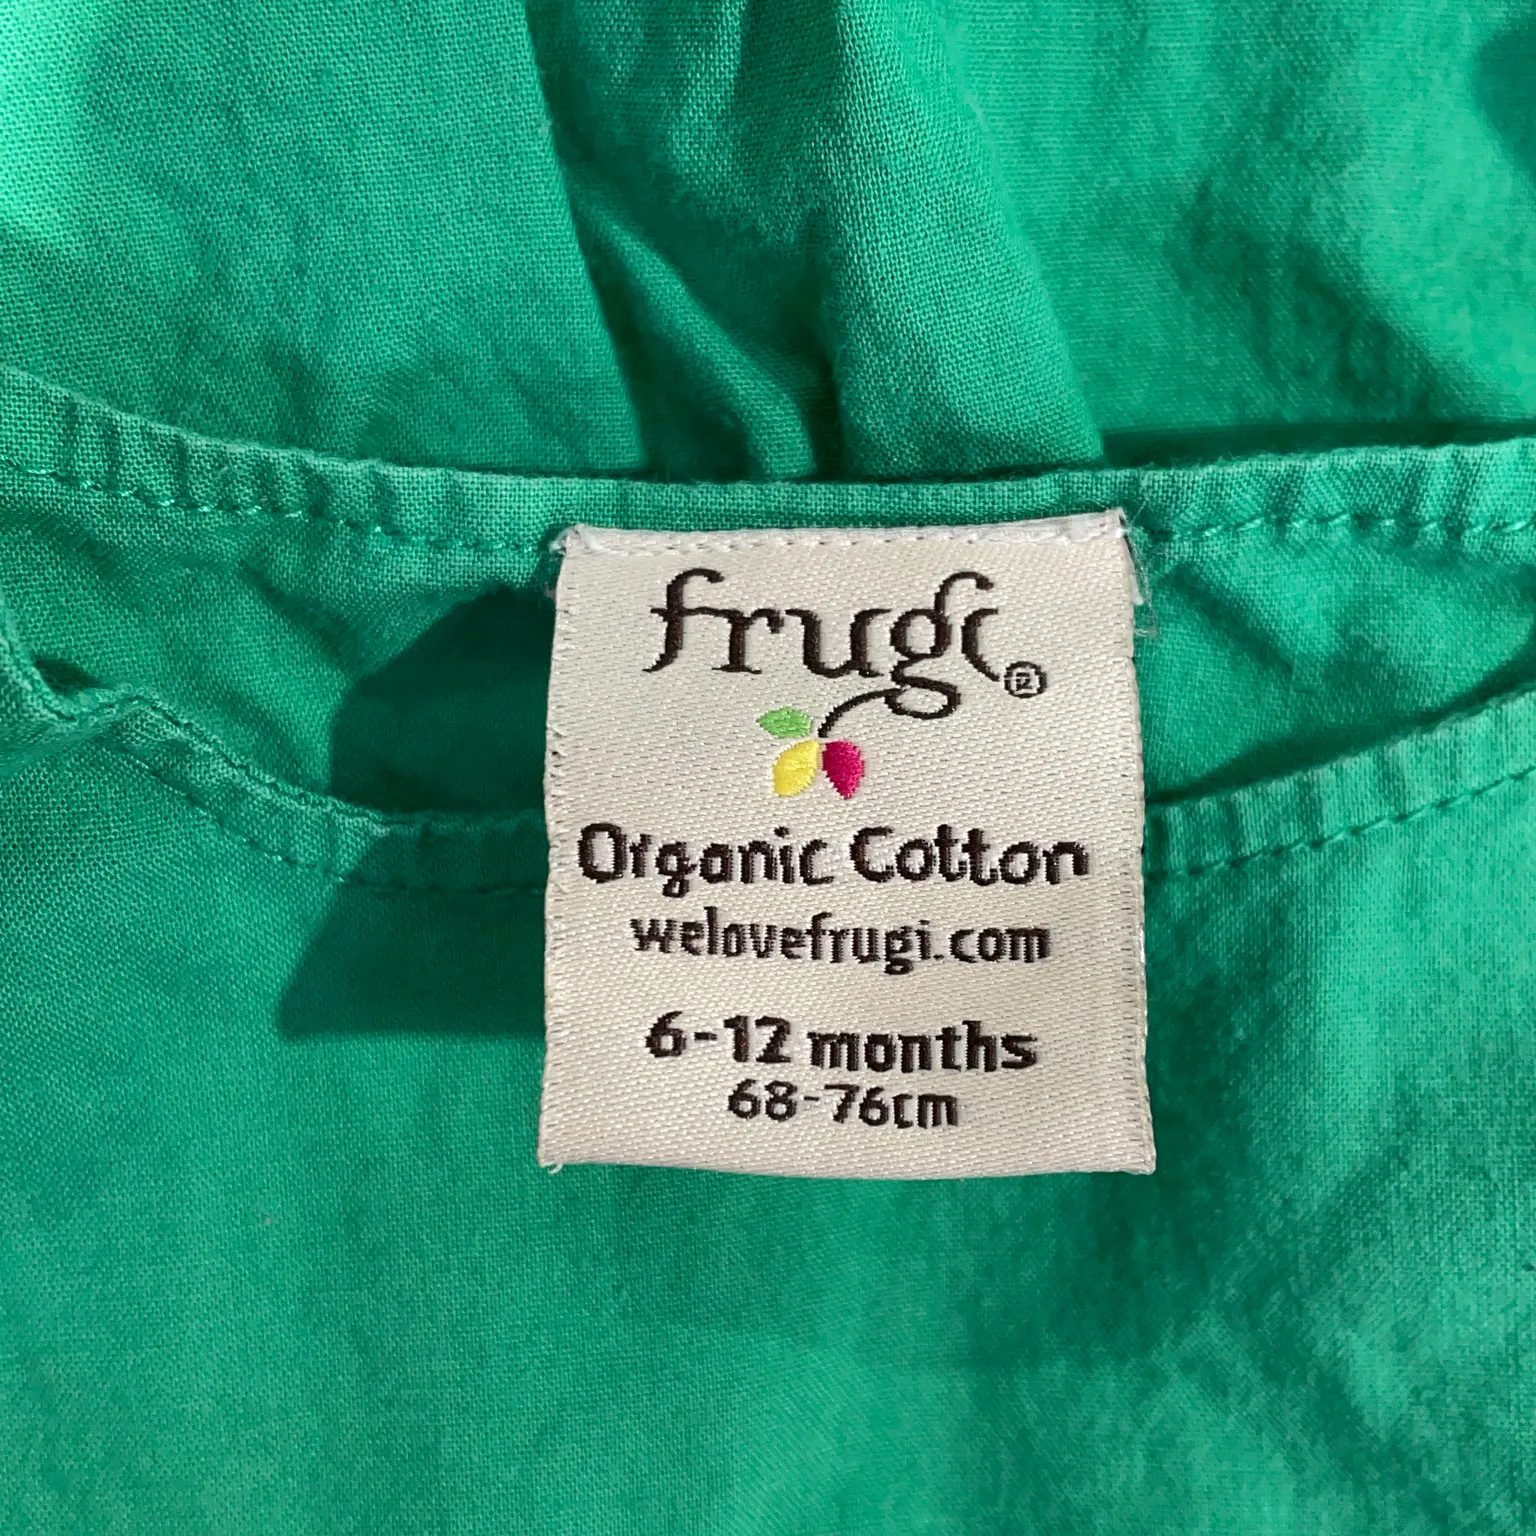 frugi®
Organic Cotton
welovefrugi.com
6-12 months
68-76cm